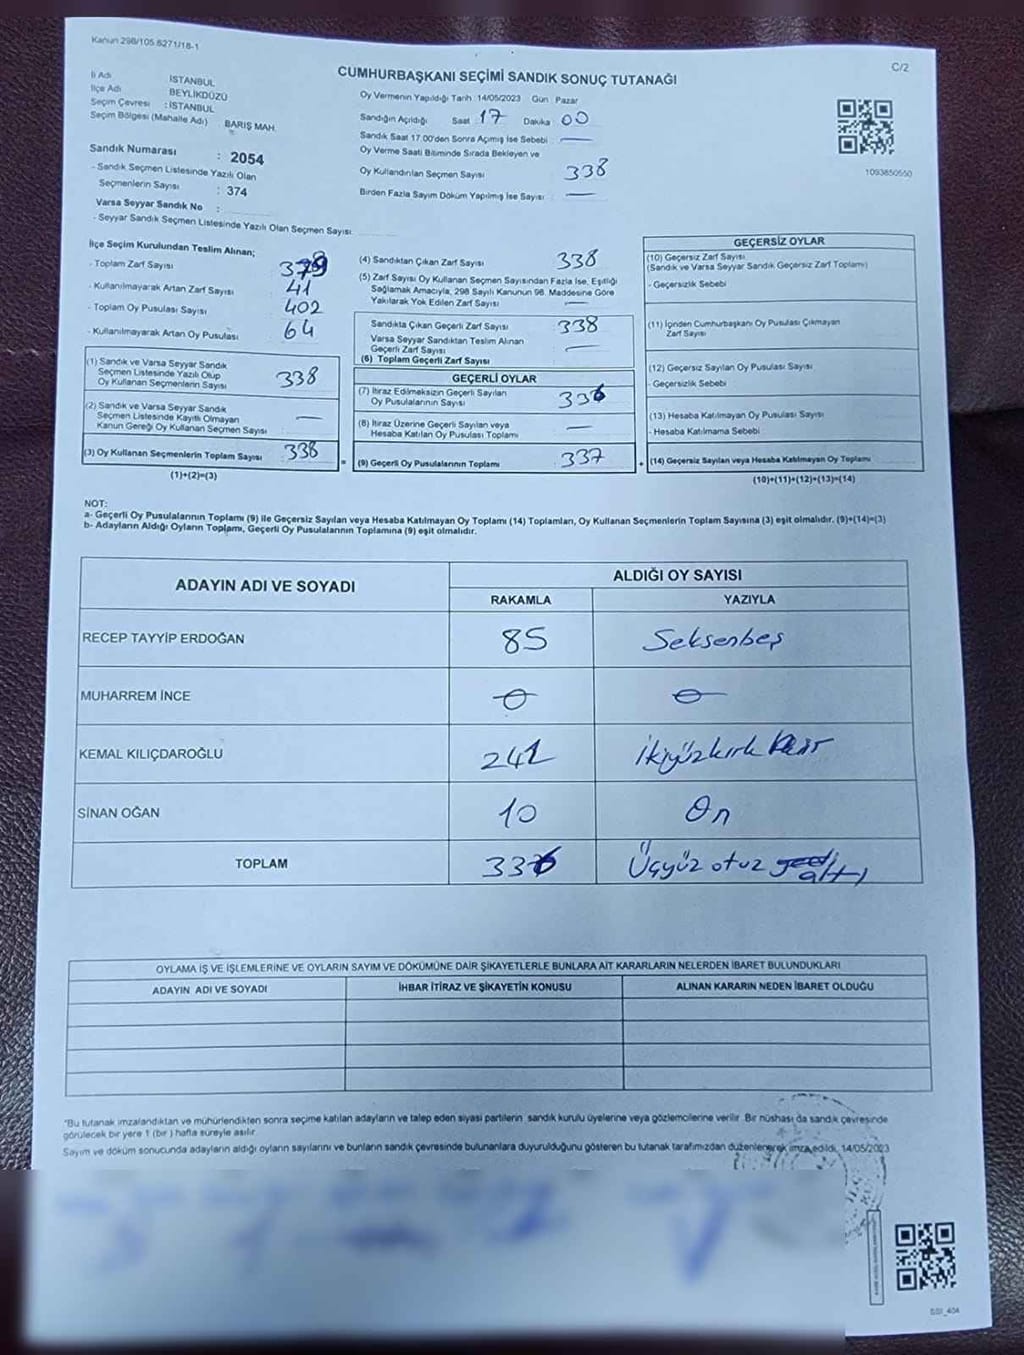 Kanun 298/105.6271/18-1
C/2
CUMHURBAŞKANI SEÇİMİ SANDIK SONUÇ TUTANAĞI
İl Adı İSTANBUL
İlçe Adı BEYLİKDÜZÜ
Seçim Çevresi : İSTANBUL
Seçim Bölgesi (Mahalle Adı) BARIŞ MAH.
Sandık Numarası : 2054
- Sandık Seçmen Listesinde Yazılı Olan
Seçmenlerin Sayısı : 374
Varsa Seyyar Sandık No :
- Seyyar Sandık Seçmen Listesinde Yazılı Olan Seçmen Sayısı
Oy Vermenin Yapıldığı Tarih :14/05/2023 Gün Pazar
Sandığın Açıldığı Saat 17 Dakika 00
Sandık Saat 17.00'den Sonra Açılmış İse Sebebi —
Oy Verme Saati Bitiminde Sırada Bekleyen ve
Oy Kullandırılan Seçmen Sayısı 338
Birden Fazla Sayım Döküm Yapılmış İse Sayısı : —
1093850550
İlçe Seçim Kurulundan Teslim Alınan;
- Toplam Zarf Sayısı
- Kullanılmayarak Artan Zarf Sayısı 41
- Toplam Oy Pusulası Sayısı 402
- Kullanılmayarak Artan Oy Pusulası 64
(1) Sandık ve Varsa Seyyar Sandık
Seçmen Listesinde Yazılı Olup
Oy Kullanan Seçmenlerin Sayısı 338
(2) Sandık ve Varsa Seyyar Sandık
Seçmen Listesinde Kayıtlı Olmayan
Kanun Gereği Oy Kullanan Seçmen Sayısı —
(3) Oy Kullanan Seçmenlerin Toplam Sayısı 338
(1)+(2)=(3)
(4) Sandıktan Çıkan Zarf Sayısı 338
(5) Zarf Sayısı Oy Kullanan Seçmen Sayısından Fazla İse, Eşitliği
Sağlamak Amacıyla, 298 Sayılı Kanunun 98. Maddesine Göre
Yakılarak Yok Edilen Zarf Sayısı —
Sandıkta Çıkan Geçerli Zarf Sayısı 338
Varsa Seyyar Sandıktan Teslim Alınan
Geçerli Zarf Sayısı —
(6) Toplam Geçerli Zarf Sayısı
GEÇERLİ OYLAR
(7) İtiraz Edilmeksizin Geçerli Sayılan
Oy Pusulalarının Sayısı 336
(8) İtiraz Üzerine Geçerli Sayılan veya
Hesaba Katılan Oy Pusulası Toplamı —
(9) Geçerli Oy Pusulalarının Toplamı 337
GEÇERSİZ OYLAR
(10) Geçersiz Zarf Sayısı
(Sandık ve Varsa Seyyar Sandık Geçersiz Zarf Toplamı)
- Geçersizlik Sebebi
(11) İçinden Cumhurbaşkanı Oy Pusulası Çıkmayan
Zarf Sayısı
(12) Geçersiz Sayılan Oy Pusulası Sayısı
- Geçersizlik Sebebi
(13) Hesaba Katılmayan Oy Pusulası Sayısı
- Hesaba Katılmama Sebebi
(14) Geçersiz Sayılan veya Hesaba Katılmayan Oy Toplamı
(10)+(11)+(12)+(13)=(14)
NOT:
a- Geçerli Oy Pusulalarının Toplamı (9) ile Geçersiz Sayılan veya Hesaba Katılmayan Oy Toplamı (14) Toplamları, Oy Kullanan Seçmenlerin Toplam Sayısına (3) eşit olmalıdır. (9)+(14)=(3)
b- Adayların Aldığı Oyların Toplamı, Geçerli Oy Pusulalarının Toplamına (9) eşit olmalıdır.
ADAYIN ADI VE SOYADI ALDIĞI OY SAYISI
RAKAMLA YAZIYLA
RECEP TAYYİP ERDOĞAN 85 Seksenbeş
MUHARREM İNCE 0 0
KEMAL KILIÇDAROĞLU 241 İkiyüzkırk bir
SİNAN OĞAN 10 On
TOPLAM 336 Üçyüz otuz altı
OYLAMA İŞ VE İŞLEMLERİNE VE OYLARIN SAYIM VE DÖKÜMÜNE DAİR ŞİKAYETLERLE BUNLARA AİT KARARLARIN NELERDEN İBARET BULUNDUKLARI
ADAYIN ADI VE SOYADI İHBAR İTİRAZ VE ŞİKAYETİN KONUSU ALINAN KARARIN NEDEN İBARET OLDUĞU
"Bu tutanak imzalandıktan ve mühürlendikten sonra seçime katılan adayların ve talep eden siyasi partilerin sandık kurulu üyelerine veya gözlemcilerine verilir. Bir nüshası da sandık çevresinde
görülecek bir yere 1 (bir) hafta süreyle asılır.
Sayım ve döküm sonucunda adayların aldığı oyların sayılarını ve bunların sandık çevresinde bulunanlara duyurulduğunu gösteren bu tutanak tarafımızdan düzenlenerek imza edildi. 14/05/2023